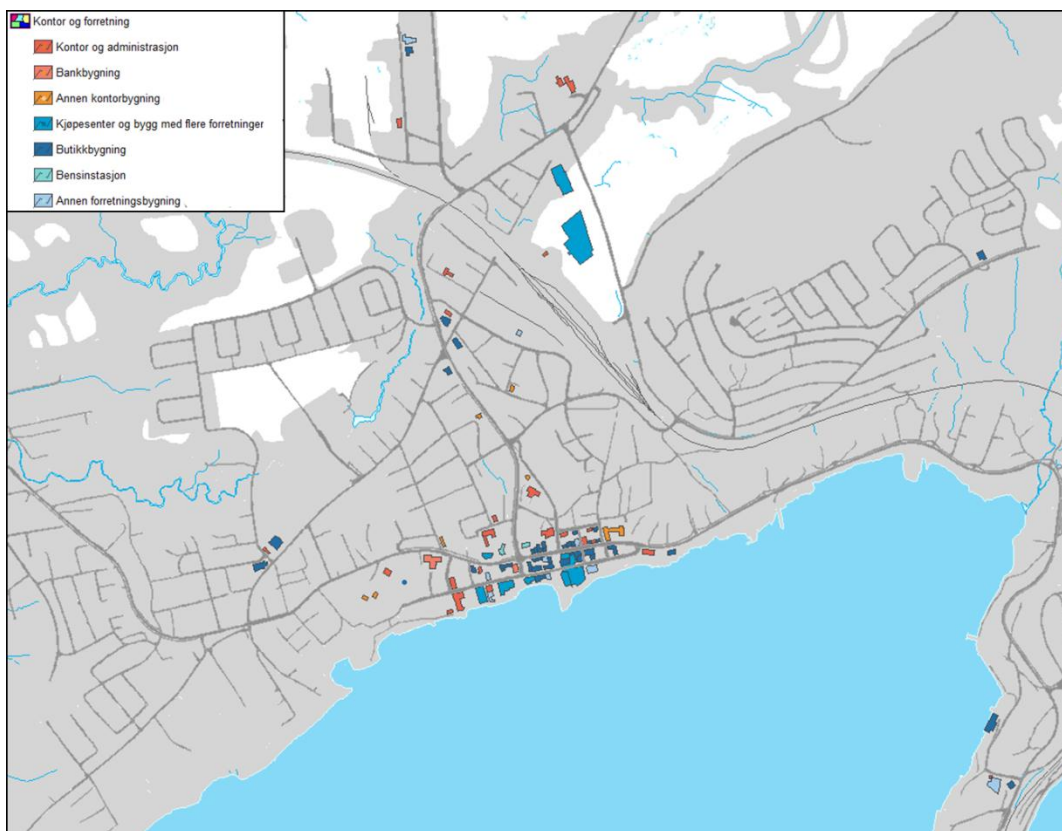 Kontor og forretning
Kontor og administrasjon
Bankbygning
Annen kontorbygning
Kjøpesenter og bygg med flere forretninger
Butikkbygning
Bensinstasjon
Annen forretningsbygning